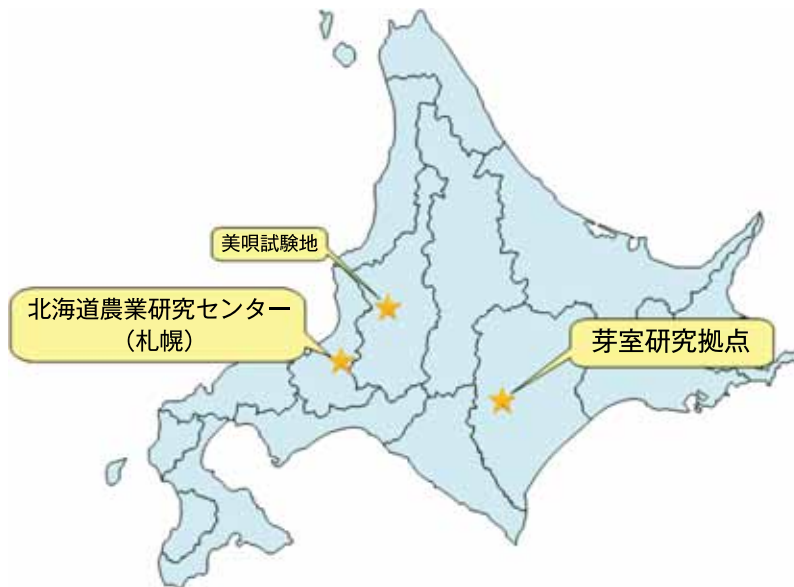 美唄試験地
北海道農業研究センター
（札幌）
芽室研究拠点